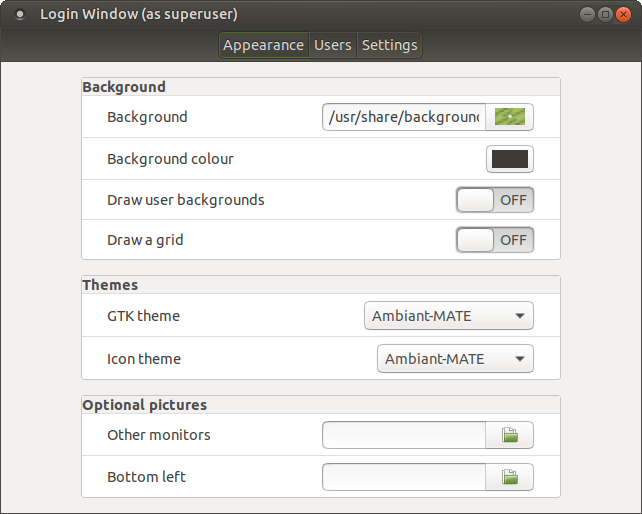 Login Window (as superuser)
Appearance Users Settings
Background
Background /usr/share/background
Background colour
Draw user backgrounds OFF
Draw a grid OFF
Themes
GTK theme Ambiant-MATE
Icon theme Ambiant-MATE
Optional pictures
Other monitors
Bottom left